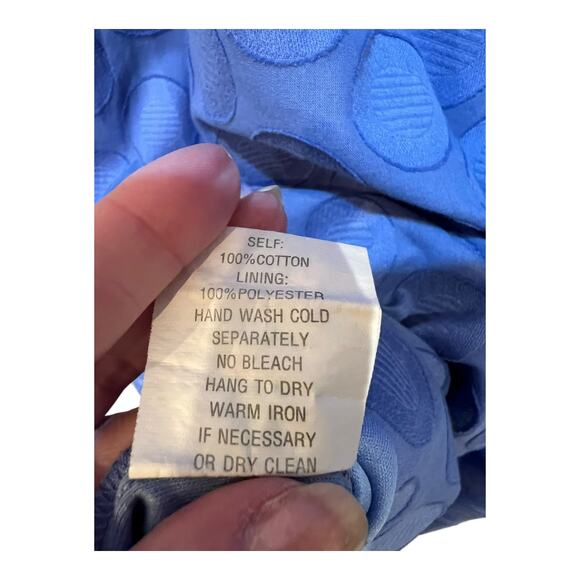 SELF:
100%COTTON
LINING:
100%POLYESTER
HAND WASH COLD
SEPARATELY
NO BLEACH
HANG TO DRY
WARM IRON
IF NECESSARY
OR DRY CLEAN